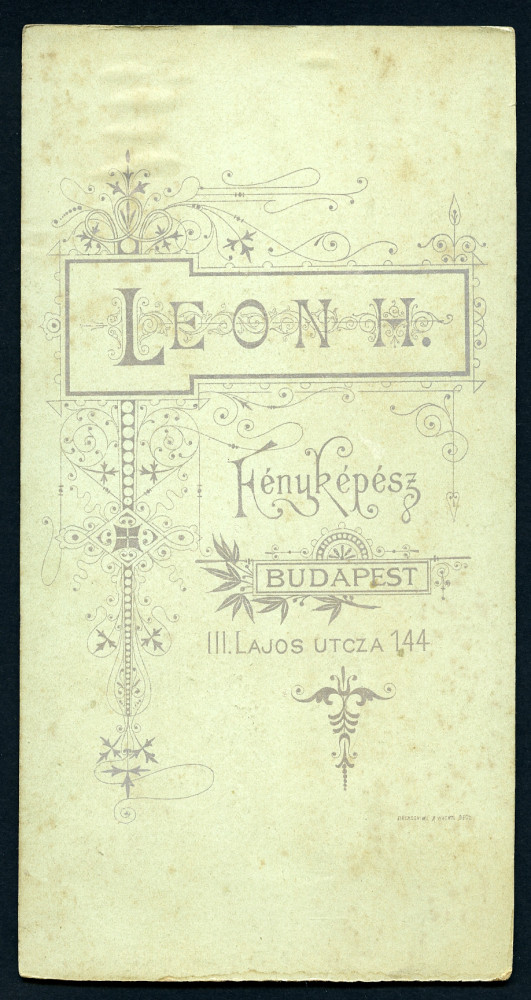 LEON H.
Fényképész
BUDAPEST
III. LAJOS UTCZA 144